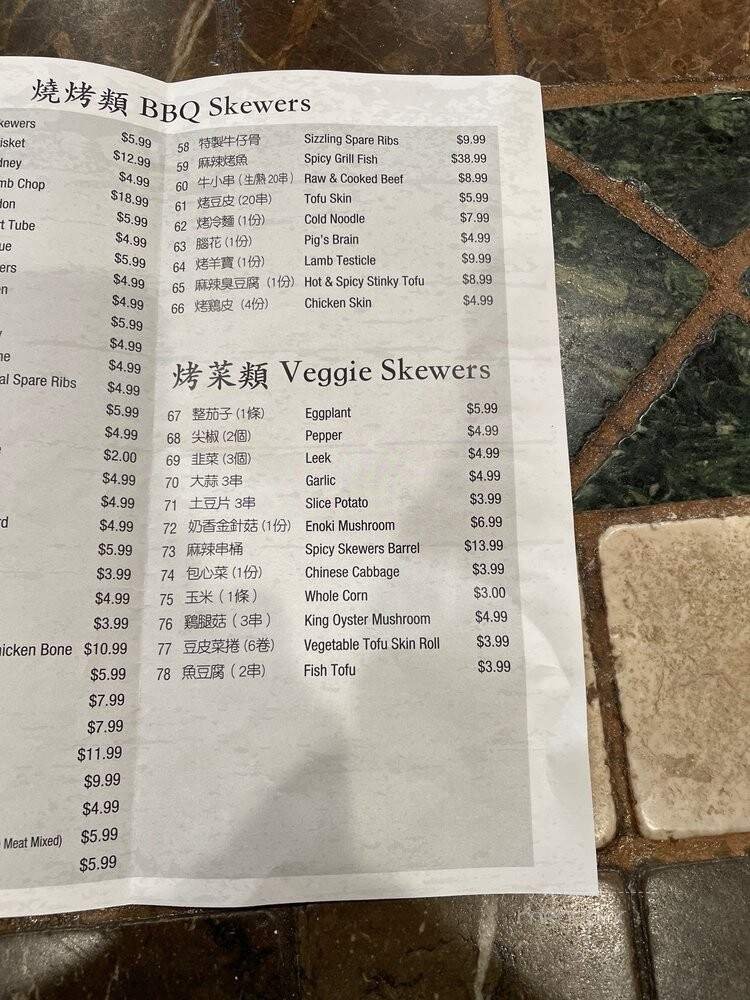 燒烤類 BBQ Skewers
kewers $5.99
isket $12.99
dney $4.99
mb Chop $18.99
don $5.99
rt Tube $4.99
ue $5.99
ers $4.99
en $4.99
$5.99
y $4.99
ne $4.99
al Spare Ribs $4.99
$5.99
$4.99
$2.00
$4.99
$4.99
rd $4.99
$5.99
$3.99
$4.99
$3.99
hicken Bone $10.99
$5.99
$7.99
$7.99
$11.99
$9.99
$4.99
Meat Mixed) $5.99
$5.99
58 特製牛仔骨 Sizzling Spare Ribs $9.99
59 麻辣烤魚 Spicy Grill Fish $38.99
60 牛小串 (生/熟 20串) Raw & Cooked Beef $8.99
61 烤豆皮 (20串) Tofu Skin $5.99
62 烤冷麵 (1份) Cold Noodle $7.99
63 腦花 (1份) Pig's Brain $4.99
64 烤羊寶 (1份) Lamb Testicle $9.99
65 麻辣臭豆腐 (1份) Hot & Spicy Stinky Tofu $8.99
66 烤鷄皮 (4份) Chicken Skin $4.99
烤菜類 Veggie Skewers
67 整茄子 (1條) Eggplant $5.99
68 尖椒 (2個) Pepper $4.99
69 韭菜 (3個) Leek $4.99
70 大蒜 3串 Garlic $4.99
71 土豆片 3串 Slice Potato $3.99
72 奶香金針菇 (1份) Enoki Mushroom $6.99
73 麻辣串桶 Spicy Skewers Barrel $13.99
74 包心菜 (1份) Chinese Cabbage $3.99
75 玉米 ( 1條 ) Whole Corn $3.00
76 鷄腿菇 ( 3串 ) King Oyster Mushroom $4.99
77 豆皮菜捲 (6卷) Vegetable Tofu Skin Roll $3.99
78 魚豆腐 ( 2串) Fish Tofu $3.99